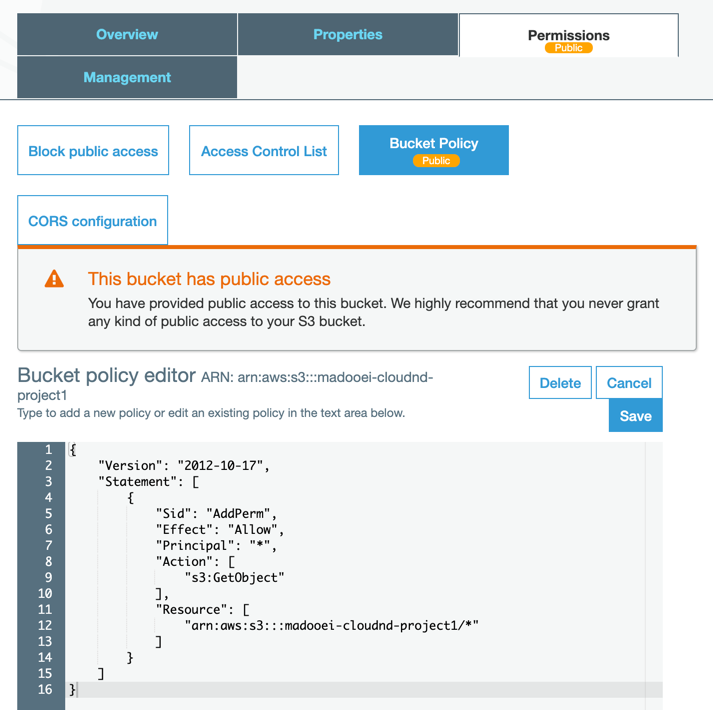 Overview
Properties
Permissions
Public
Management
Block public access
Access Control List
Bucket Policy
Public
CORS configuration
This bucket has public access
You have provided public access to this bucket. We highly recommend that you never grant
any kind of public access to your S3 bucket.
Bucket policy editor ARN: arn:aws:s3:::madooei-cloudnd-
project1
Type to add a new policy or edit an existing policy in the text area below.
Delete
Cancel
Save
1 {
2     "Version": "2012-10-17",
3     "Statement": [
4         {
5             "Sid": "AddPerm",
6             "Effect": "Allow",
7             "Principal": "*",
8             "Action": [
9                 "s3:GetObject"
10             ],
11             "Resource": [
12                 "arn:aws:s3:::madooei-cloudnd-project1/*"
13             ]
14         }
15     ]
16 }